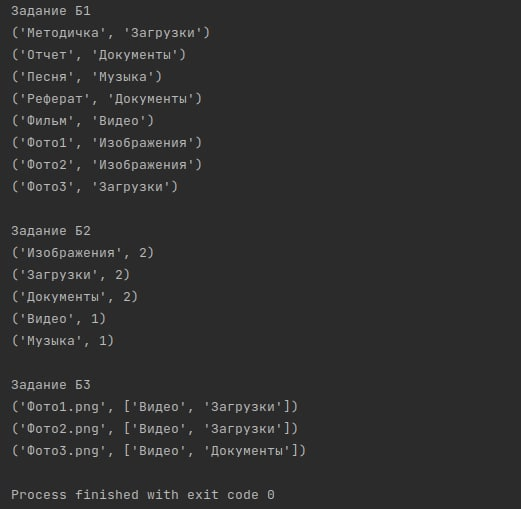 Задание Б1
('Методичка', 'Загрузки')
('Отчет', 'Документы')
('Песня', 'Музыка')
('Реферат', 'Документы')
('Фильм', 'Видео')
('Фото1', 'Изображения')
('Фото2', 'Изображения')
('Фото3', 'Загрузки')
Задание Б2
('Изображения', 2)
('Загрузки', 2)
('Документы', 2)
('Видео', 1)
('Музыка', 1)
Задание Б3
('Фото1.png', ['Видео', 'Загрузки'])
('Фото2.png', ['Видео', 'Загрузки'])
('Фото3.png', ['Видео', 'Документы'])
Process finished with exit code 0